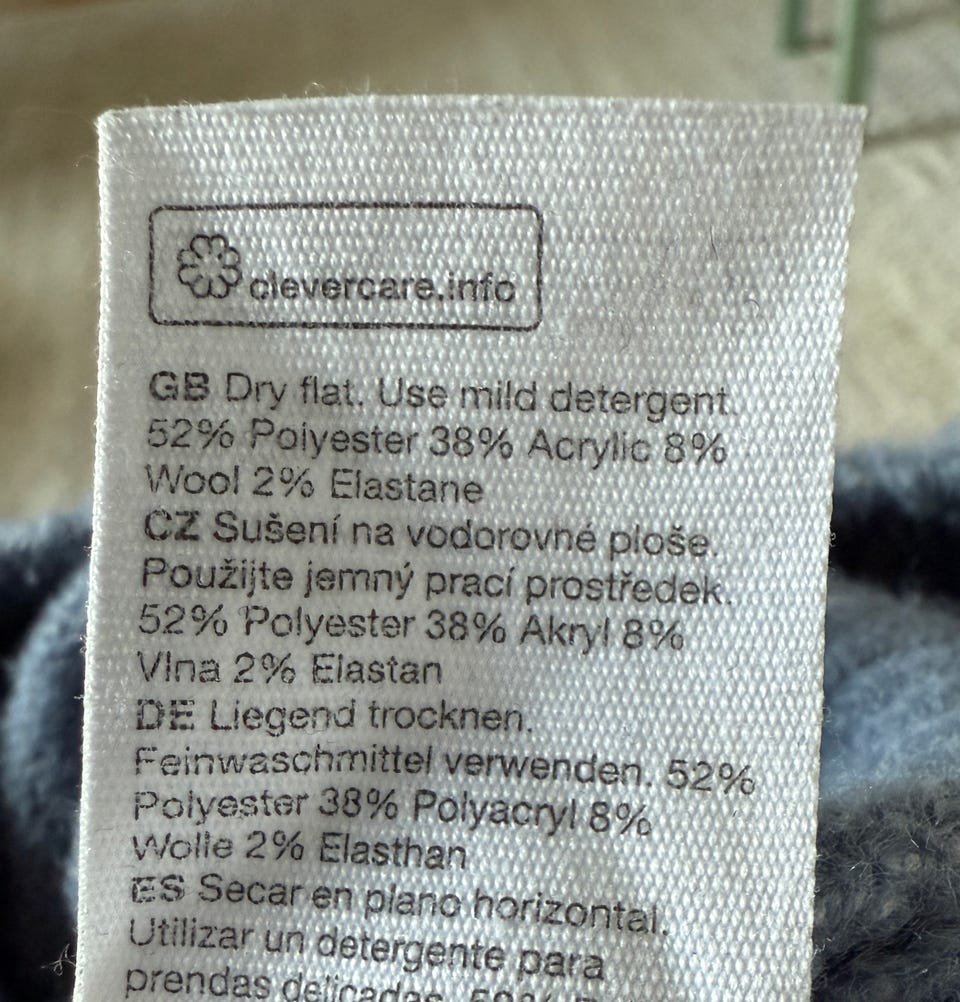 clevercare.info
GB Dry flat. Use mild detergent.
52% Polyester 38% Acrylic 8%
Wool 2% Elastane
CZ Sušení na vodorovné ploše.
Použijte jemný prací prostředek.
52% Polyester 38% Akryl 8%
Vlna 2% Elastan
DE Liegend trocknen.
Feinwaschmittel verwenden. 52%
Polyester 38% Polyacryl 8%
Wolle 2% Elasthan
ES Secar en plano horizontal.
Utilizar un detergente para
prendas delicadas.